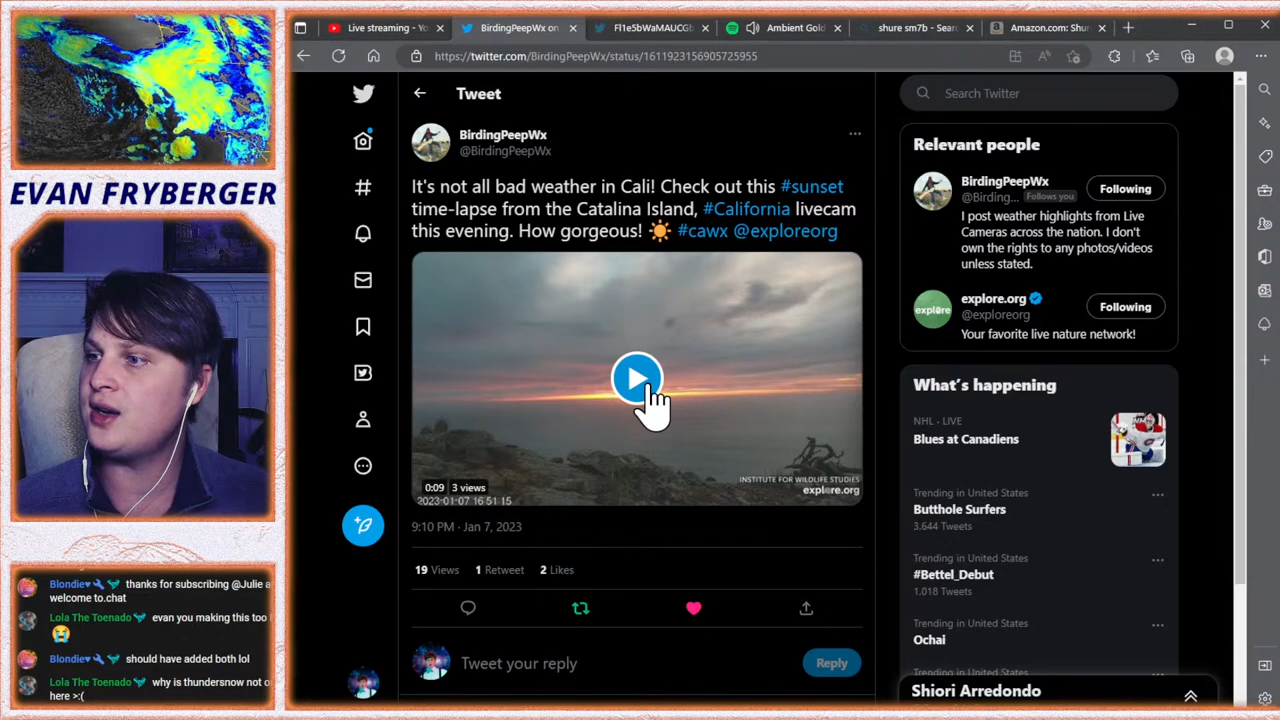 Live streaming - Yo
BirdingPeepWx on
Fl1e5bWaMAUCGb
Ambient Gold
shure sm7b - Sear
Amazon.com: Shur
https://twitter.com/BirdingPeepWx/status/1611923156905725955
EVAN FRYBERGER
Blondie thanks for subscribing @Julie a
welcome to.chat
Lola The Toenado evan you making this too
Blondie should have added both lol
Lola The Toenado why is thundersnow not o
here >:(
Tweet
BirdingPeepWx
@BirdingPeepWx
It's not all bad weather in Cali! Check out this #sunset
time-lapse from the Catalina Island, #California livecam
this evening. How gorgeous! ☀️ #cawx @exploreorg
INSTITUTE FOR WILDLIFE STUDIES
explore.org
0:09 3 views
2023-01-07 16:51:15
9:10 PM · Jan 7, 2023
19 Views 1 Retweet 2 Likes
Tweet your reply
Reply
Search Twitter
Relevant people
BirdingPeepWx
@Birding... Follows you
Following
I post weather highlights from Live
Cameras across the nation. I don't
own the rights to any photos/videos
unless stated.
explore
explore.org
@exploreorg
Following
Your favorite live nature network!
What's happening
NHL · LIVE
Blues at Canadiens
Trending in United States
Butthole Surfers
3,644 Tweets
Trending in United States
#Bettel_Debut
1,018 Tweets
Trending in United States
Ochai
Shiori Arredondo